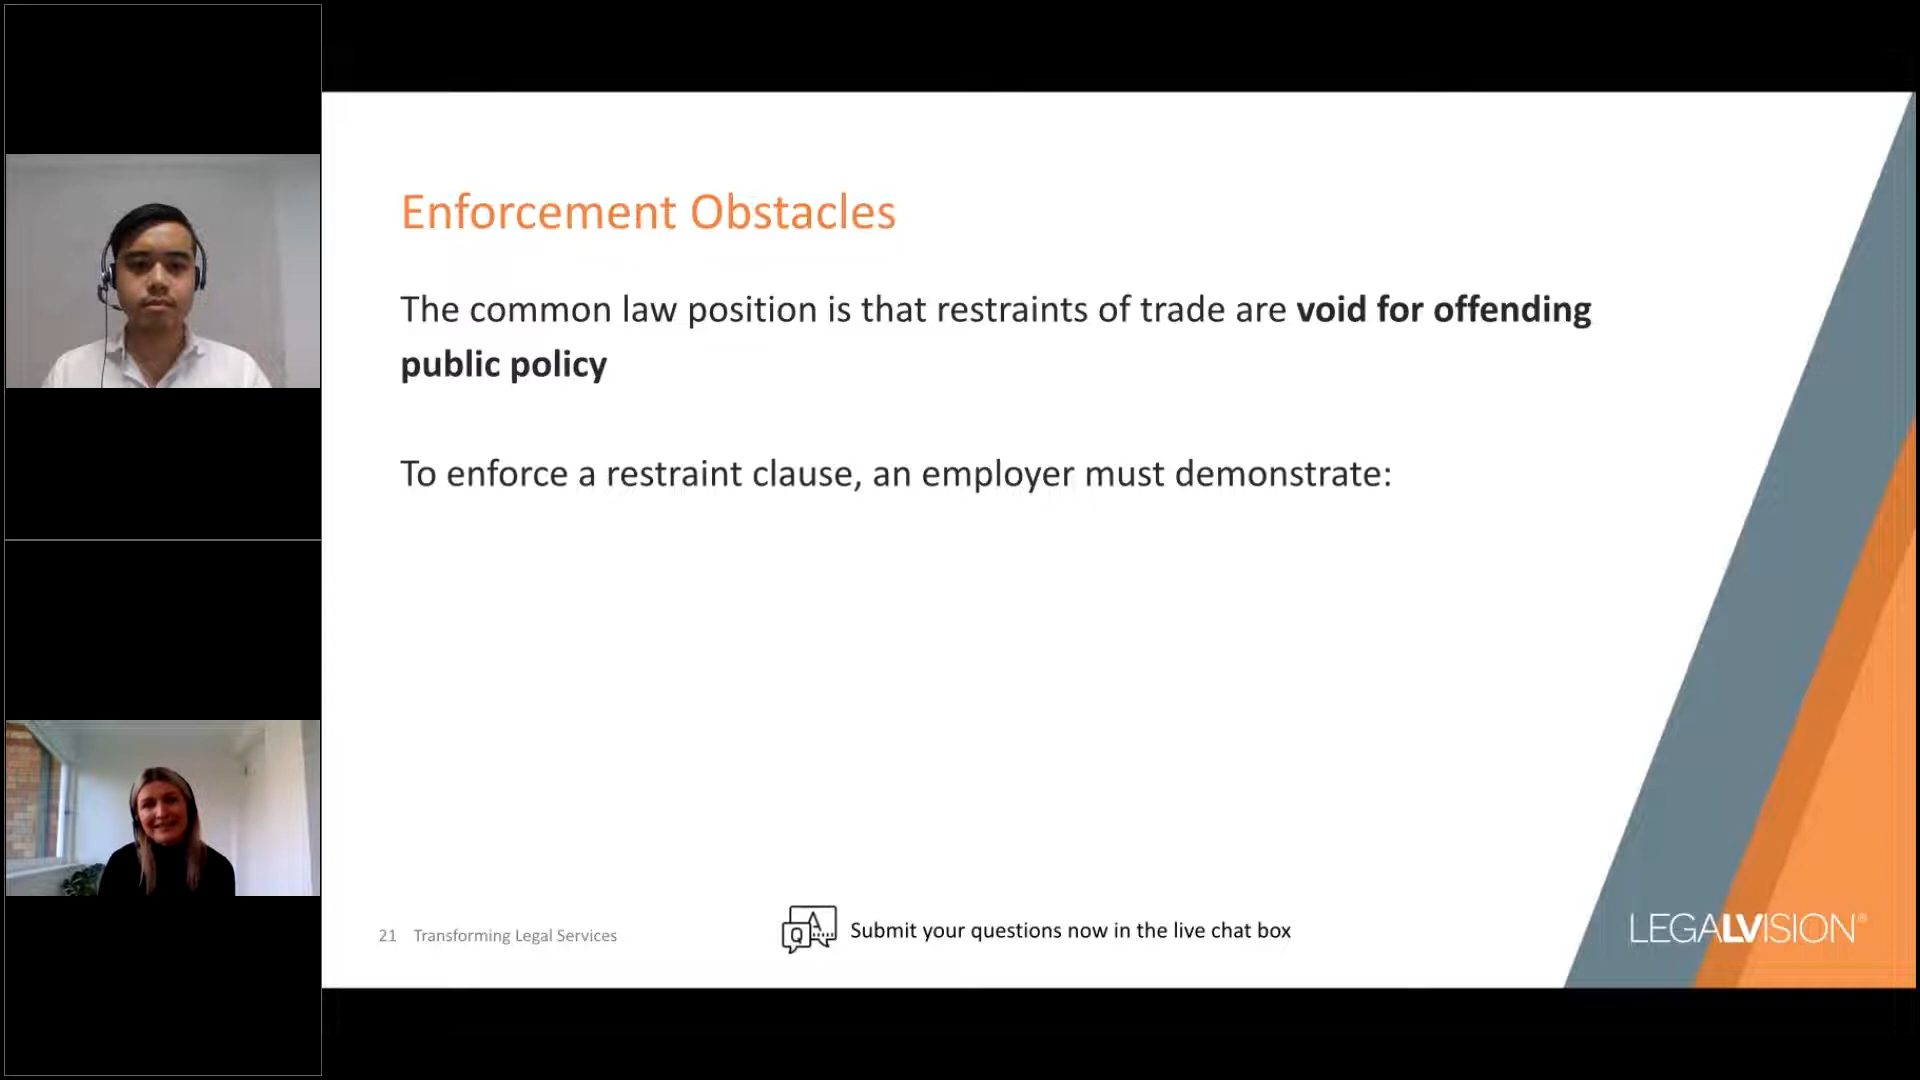 Enforcement Obstacles
The common law position is that restraints of trade are void for offending
public policy
To enforce a restraint clause, an employer must demonstrate:
21 Transforming Legal Services
Q A
Submit your questions now in the live chat box
LEGALVISION®